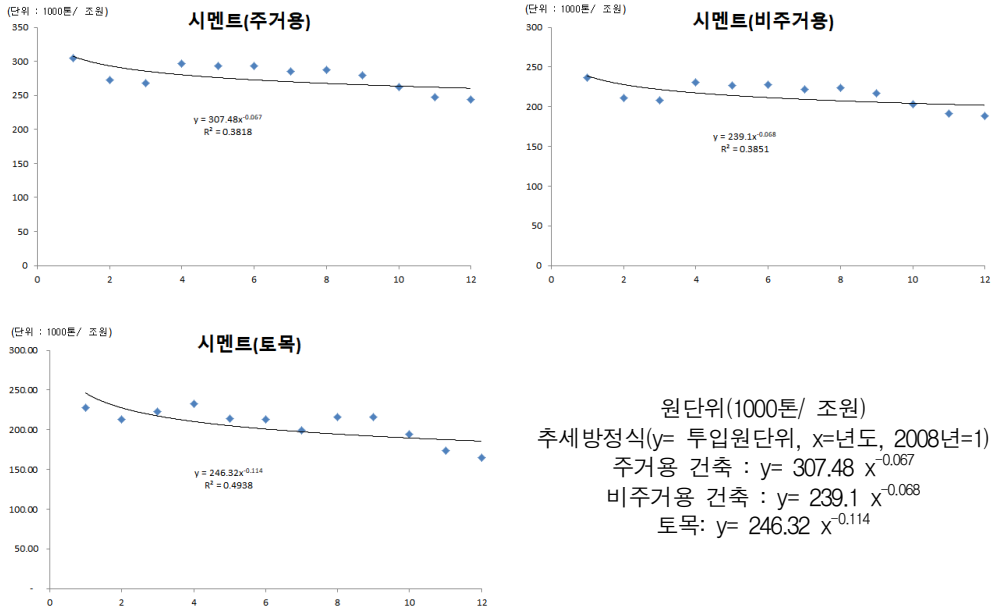 (단위 : 1000톤/ 조원)
시멘트(주거용)
350
300
250
200
150
100
50
0
y = 307.48x^-0.067
R² = 0.3818
0 2 4 6 8 10 12
(단위 : 1000톤/ 조원)
시멘트(비주거용)
300
250
200
150
100
50
0
y = 239.1x^-0.068
R² = 0.3851
0 2 4 6 8 10 12
(단위 : 1000톤/ 조원)
시멘트(토목)
300.00
250.00
200.00
150.00
100.00
50.00
-
y = 246.32x^-0.114
R² = 0.4938
0 2 4 6 8 10 12
원단위(1000톤/ 조원)
추세방정식(y= 투입원단위, x=년도, 2008년=1)
주거용 건축 : y= 307.48 x^-0.067
비주거용 건축 : y= 239.1 x^-0.068
토목: y= 246.32 x^-0.114